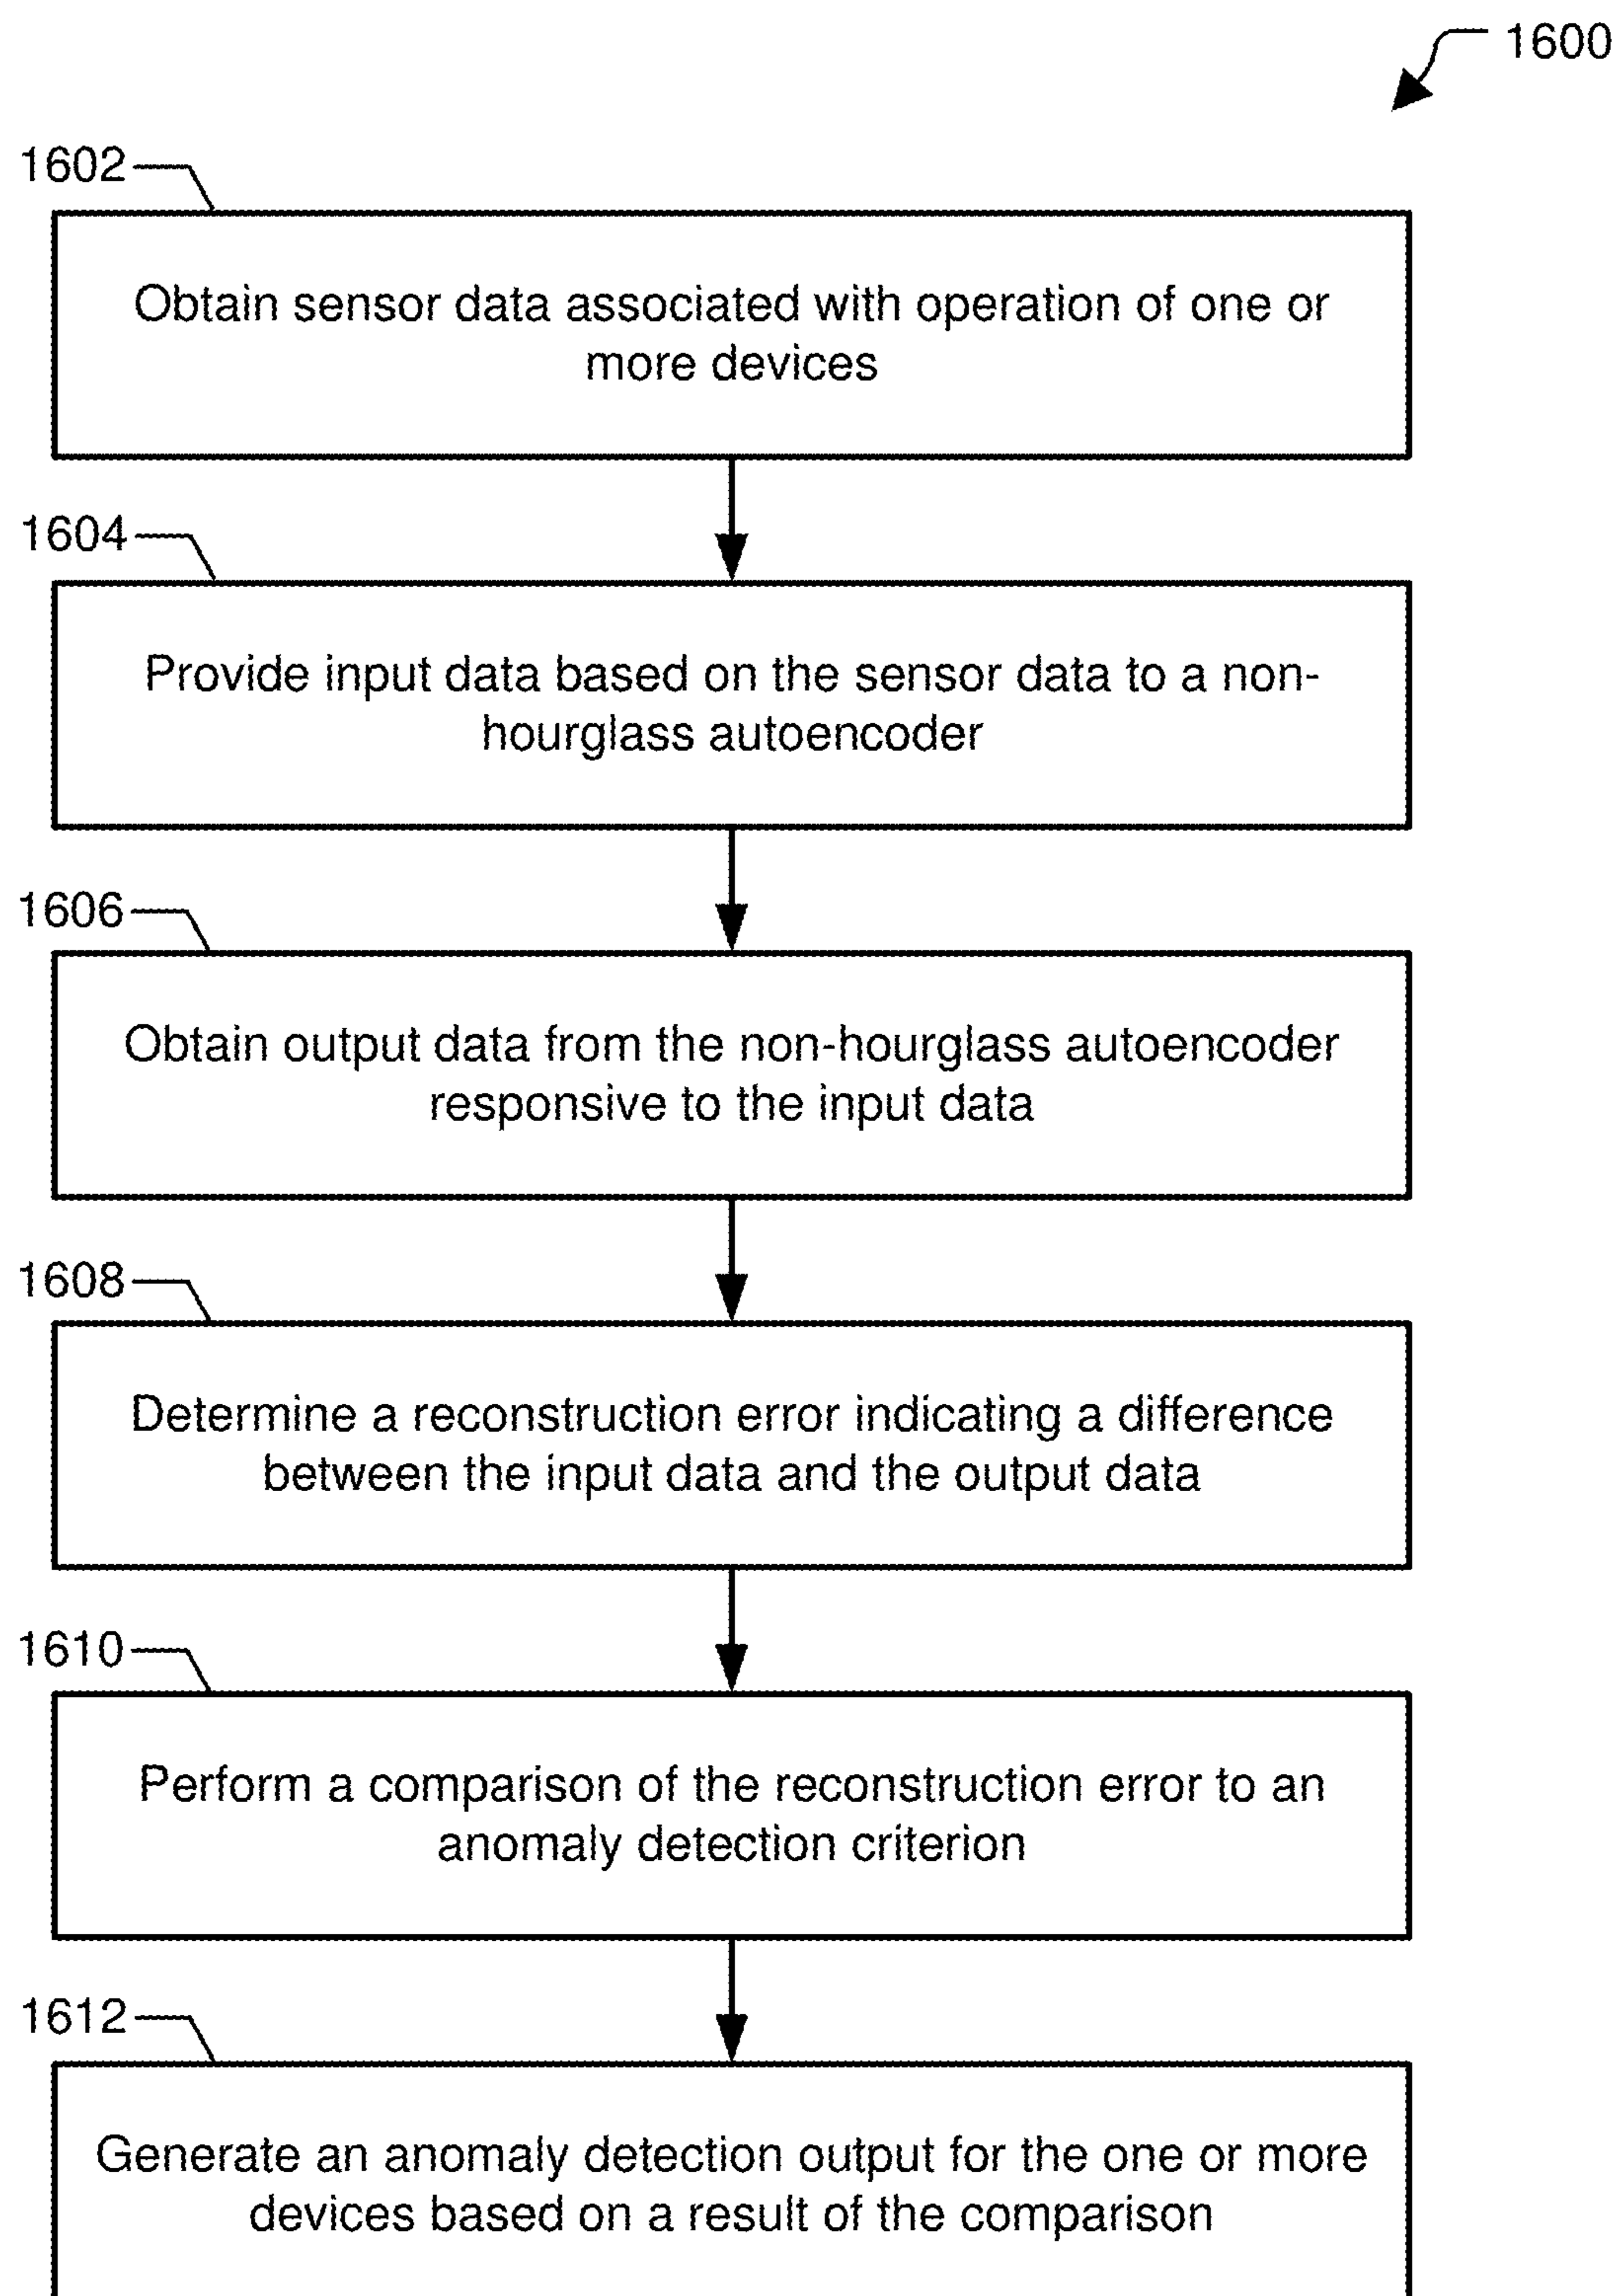 1600
1602
Obtain sensor data associated with operation of one or
more devices
1604
Provide input data based on the sensor data to a non-
hourglass autoencoder
1606
Obtain output data from the non-hourglass autoencoder
responsive to the input data
1608
Determine a reconstruction error indicating a difference
between the input data and the output data
1610
Perform a comparison of the reconstruction error to an
anomaly detection criterion
1612
Generate an anomaly detection output for the one or more
devices based on a result of the comparison